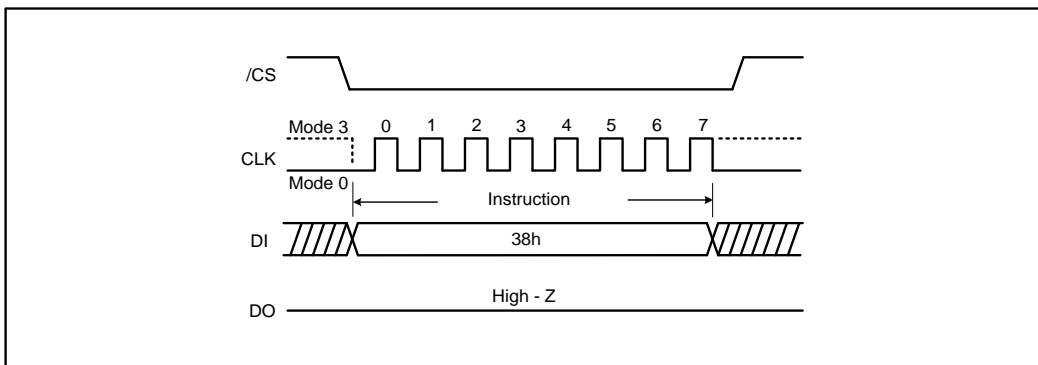 /CS
Mode 3 0 1 2 3 4 5 6 7
CLK
Mode 0
Instruction
DI 38h
High - Z
DO